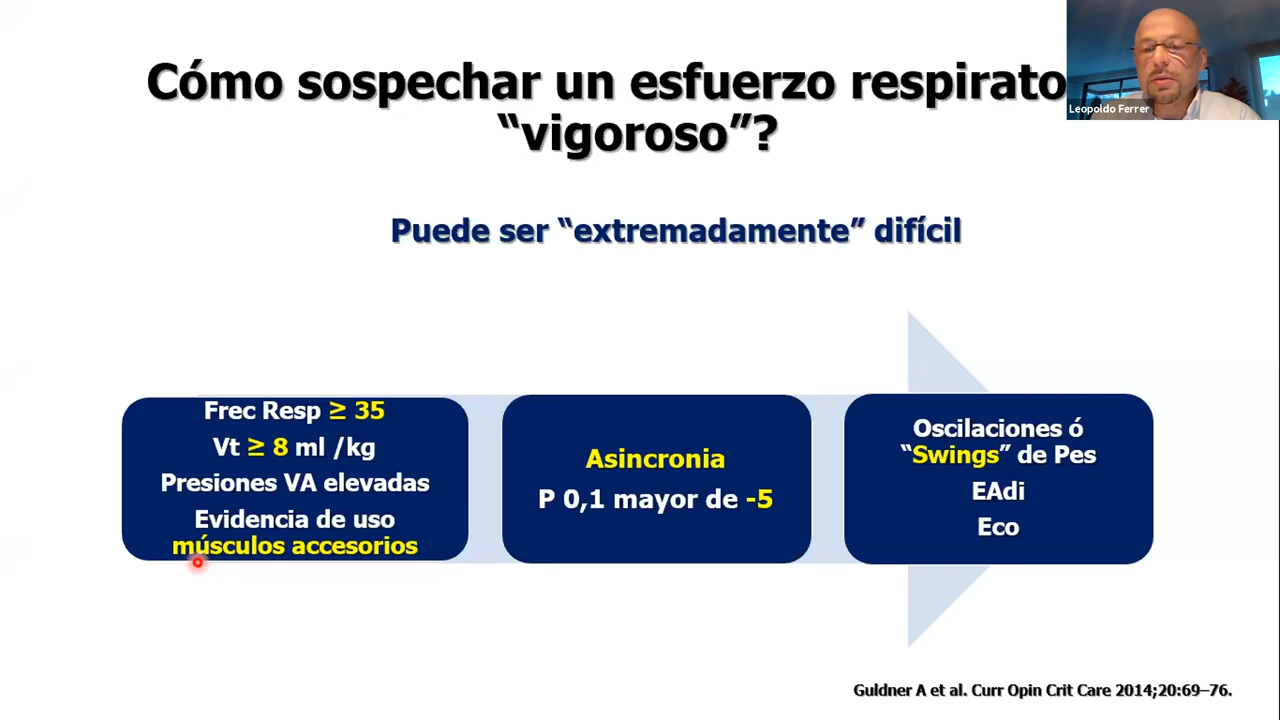 Cómo sospechar un esfuerzo respirato
“vigoroso”?
Leopoldo Ferrer
Puede ser “extremadamente” difícil
Frec Resp ≥ 35
Vt ≥ 8 ml /kg
Presiones VA elevadas
Evidencia de uso
músculos accesorios
Asincronia
P 0,1 mayor de -5
Oscilaciones ó
“Swings” de Pes
EAdi
Eco
Guldner A et al. Curr Opin Crit Care 2014;20:69–76.